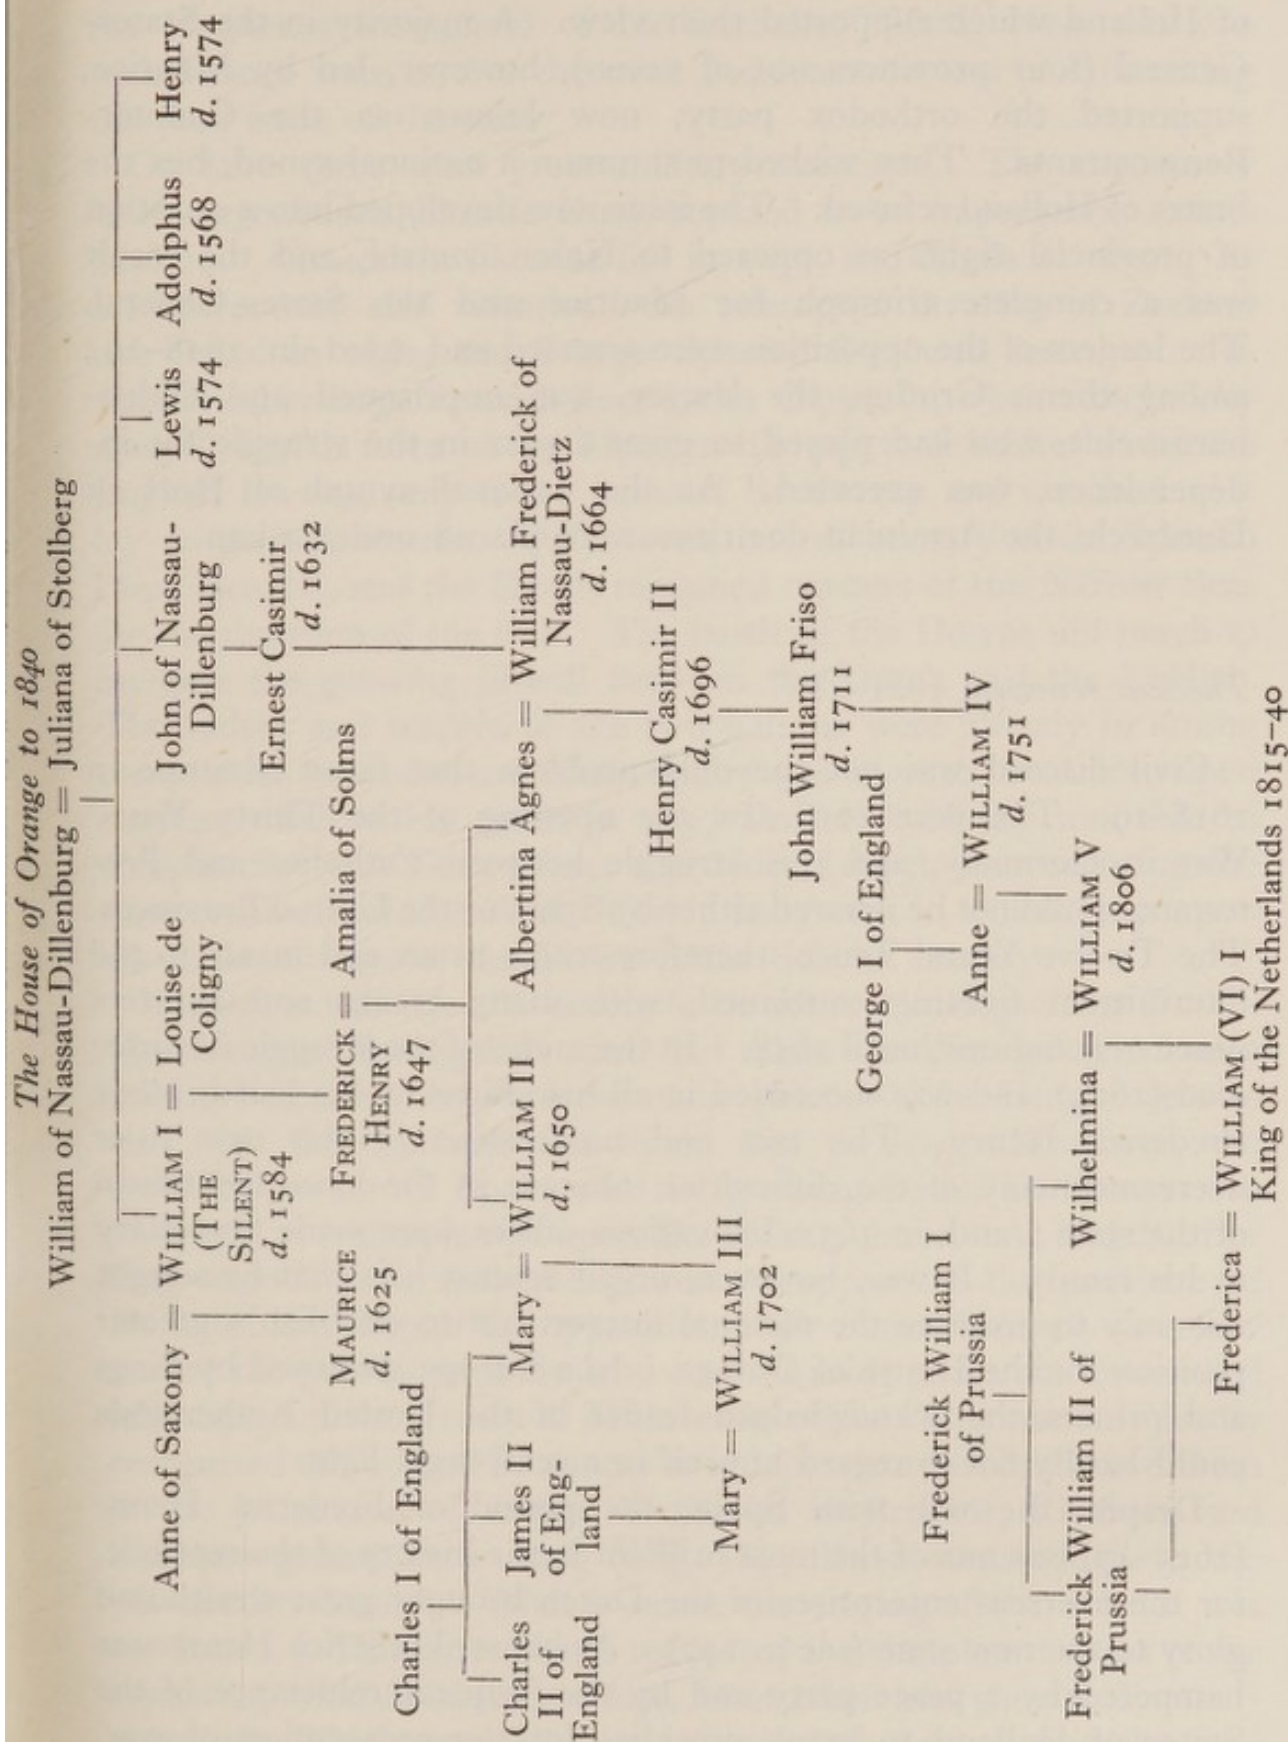 The House of Orange to 1840
William of Nassau-Dillenburg = Juliana of Stolberg
Anne of Saxony = WILLIAM I = Louise de
(THE
SILENT)
d. 1584
Coligny
John of Nassau-
Dillenburg
Lewis
d. 1574
Adolphus
d. 1568
Henry
d. 1574
Ernest Casimir
d. 1632
MAURICE
d. 1625
FREDERICK = Amalia of Solms
HENRY
d. 1647
Charles I of England
Charles
II of
England
James II
of Eng-
land
Mary = WILLIAM II
d. 1650
Albertina Agnes = William Frederick of
Nassau-Dietz
d. 1664
Henry Casimir II
d. 1696
Mary = WILLIAM III
d. 1702
John William Friso
d. 1711
George I of England
Frederick William I
of Prussia
Anne = WILLIAM IV
d. 1751
Frederick William II of
Prussia
Wilhelmina = WILLIAM V
d. 1806
Frederica = WILLIAM (VI) I
King of the Netherlands 1815–40